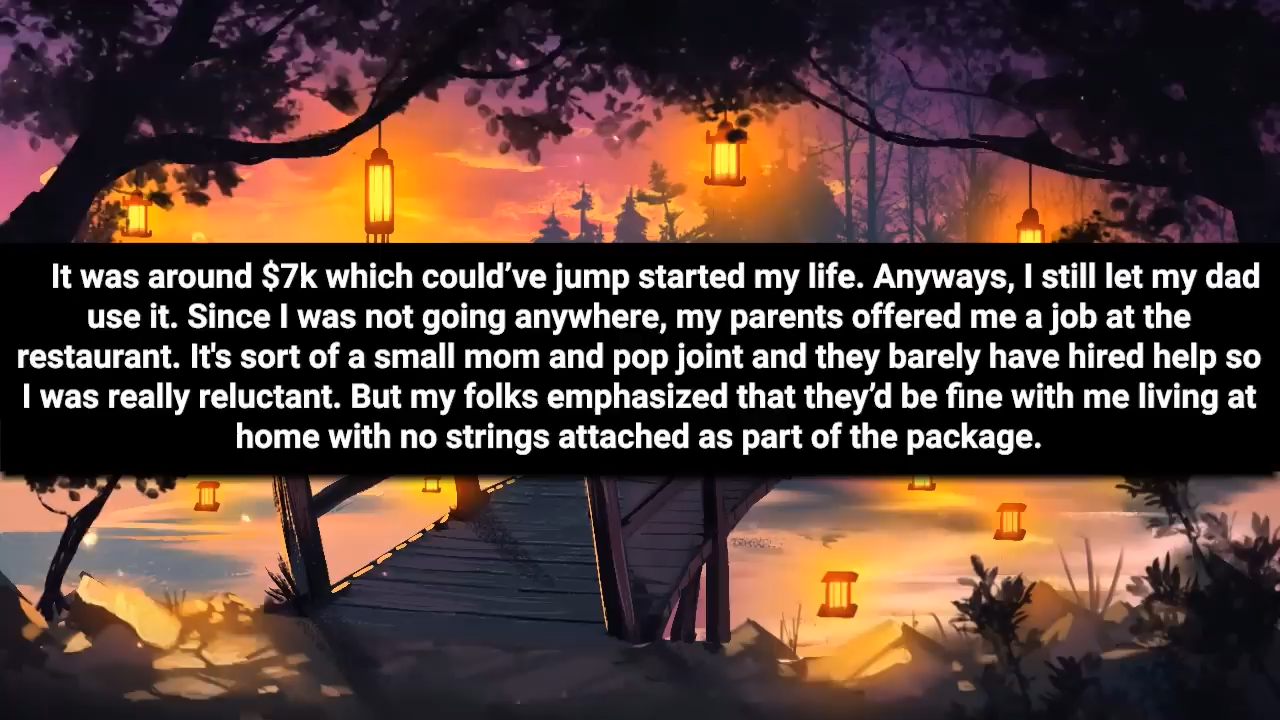 It was around $7k which could’ve jump started my life. Anyways, I still let my dad
use it. Since I was not going anywhere, my parents offered me a job at the
restaurant. It's sort of a small mom and pop joint and they barely have hired help so
I was really reluctant. But my folks emphasized that they’d be fine with me living at
home with no strings attached as part of the package.